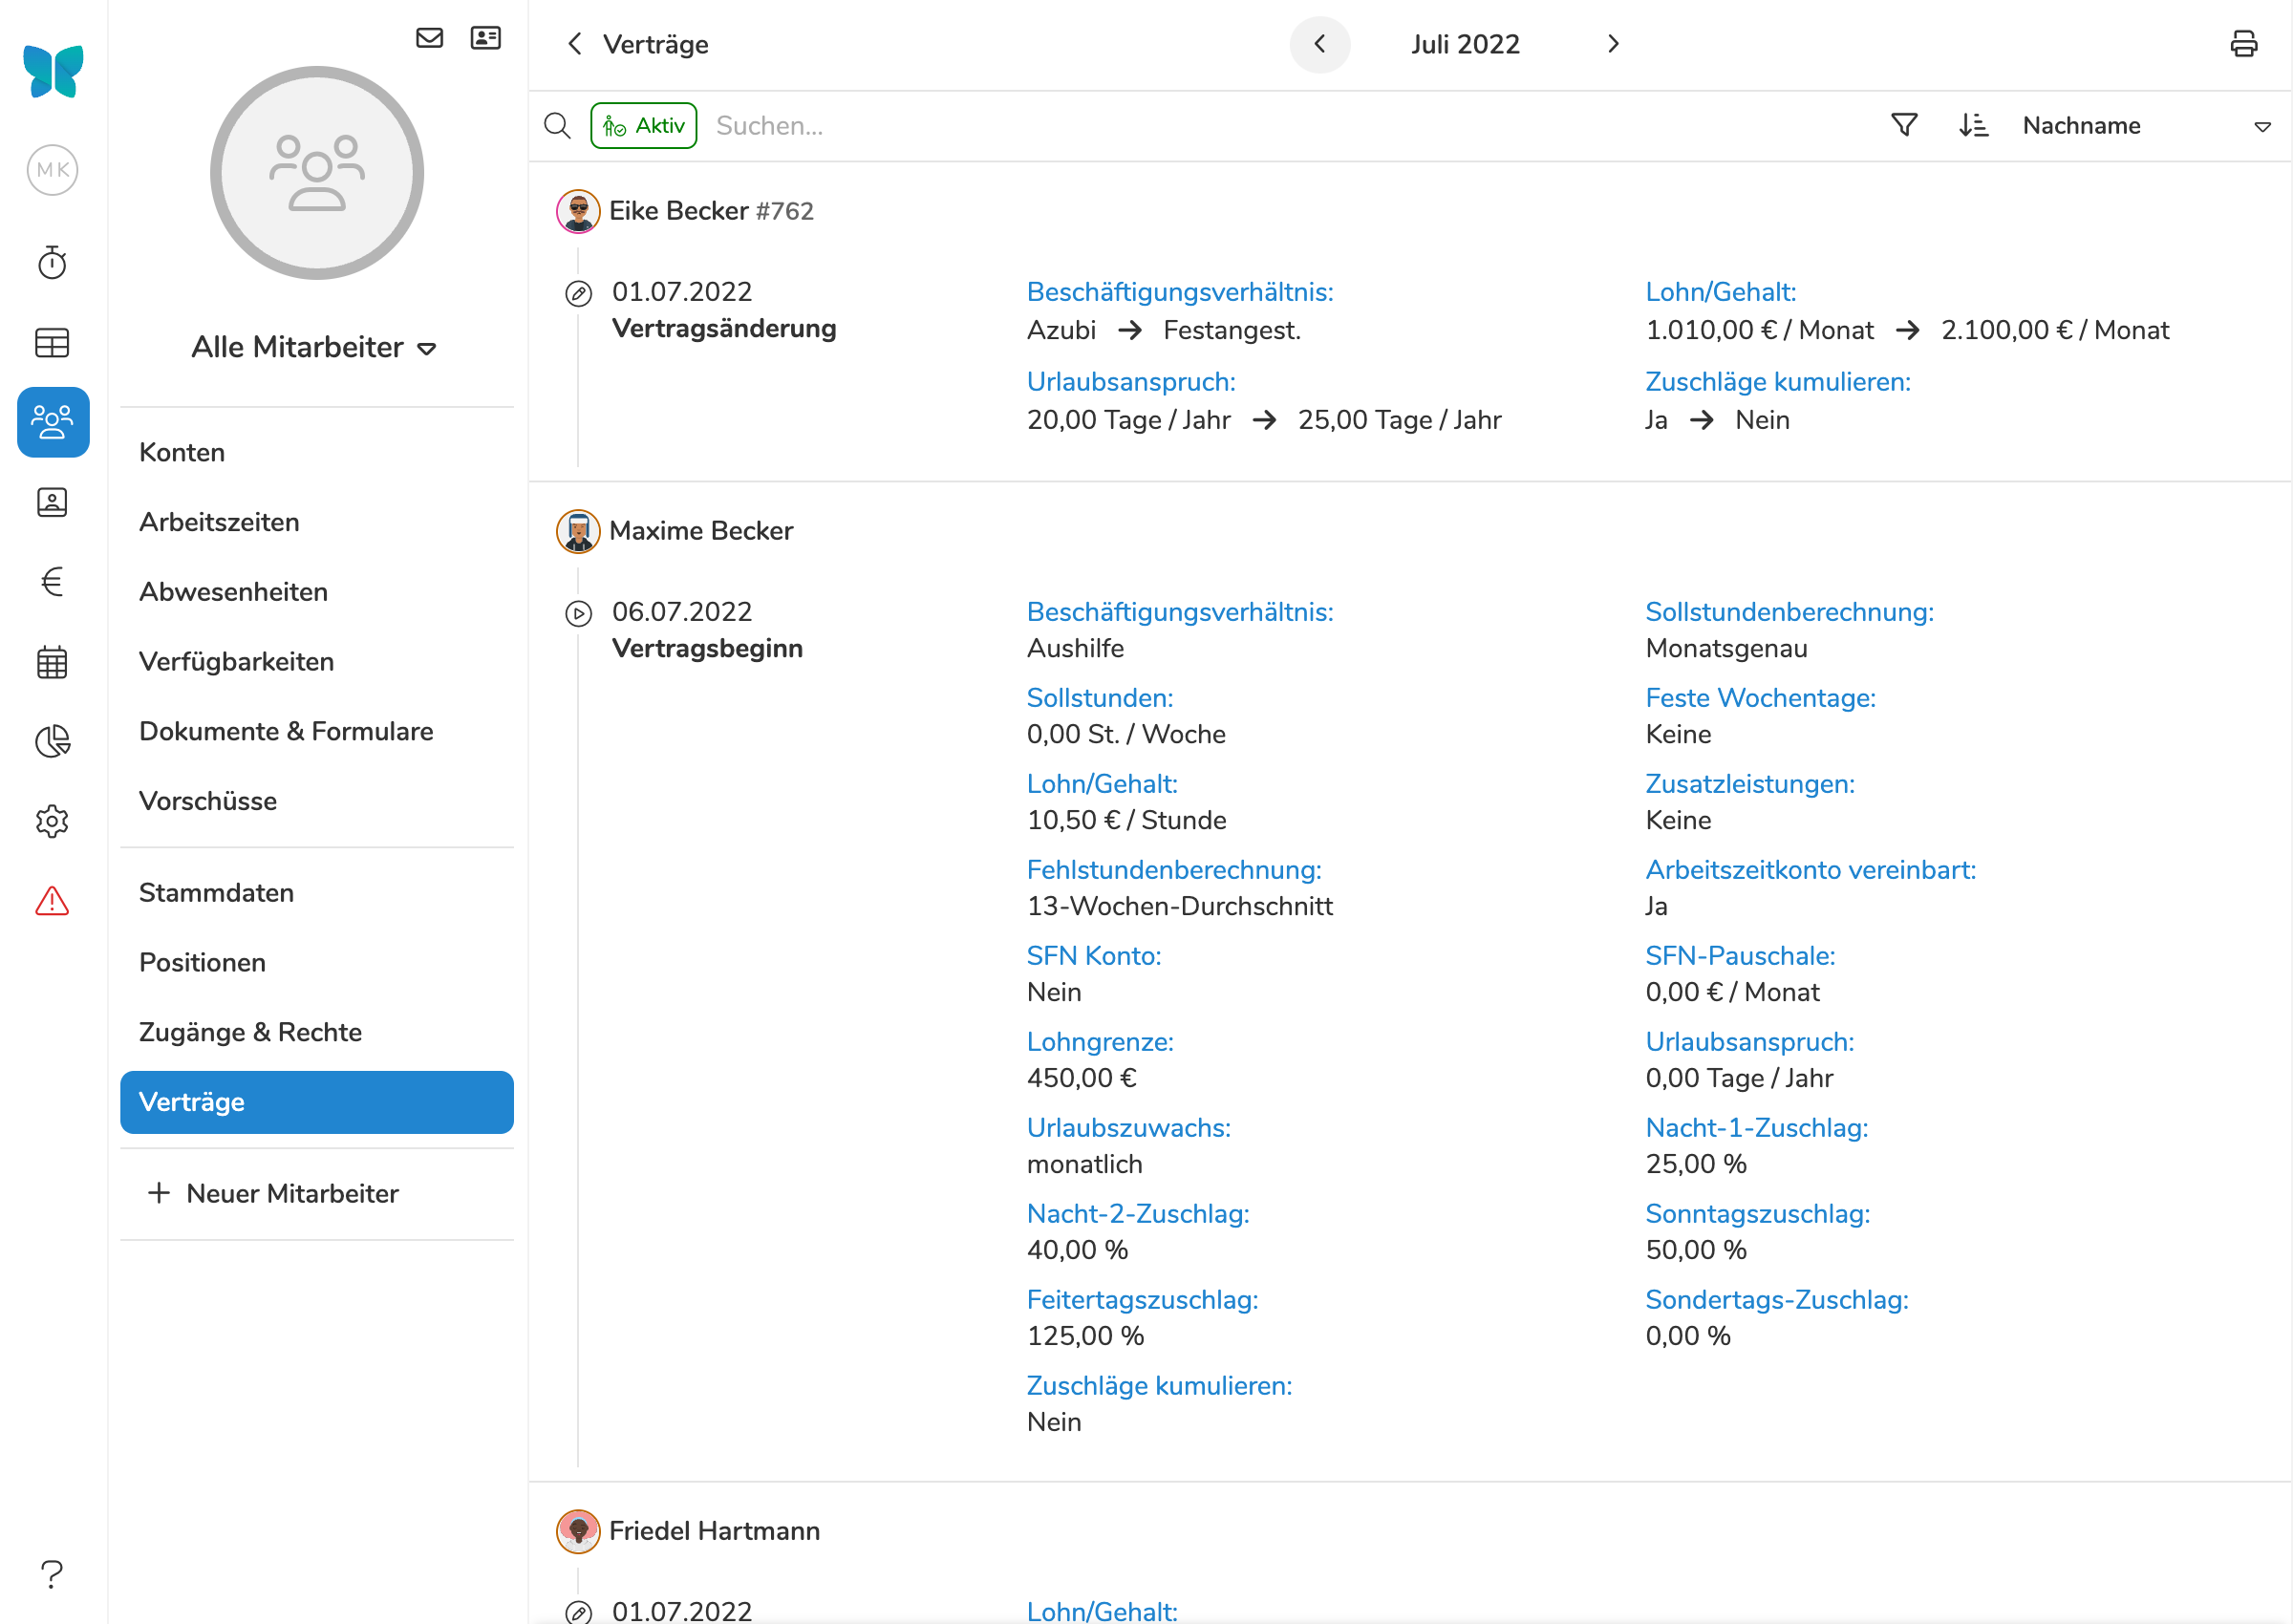 MK
Alle Mitarbeiter
Konten
Arbeitszeiten
Abwesenheiten
Verfügbarkeiten
Dokumente & Formulare
Vorschüsse
Stammdaten
Positionen
Zugänge & Rechte
Verträge
+ Neuer Mitarbeiter
Verträge
Juli 2022
Aktiv Suchen...
Nachname
Eike Becker #762
01.07.2022
Vertragsänderung
Beschäftigungsverhältnis:
Azubi → Festangest.
Lohn/Gehalt:
1.010,00 € / Monat → 2.100,00 € / Monat
Urlaubsanspruch:
20,00 Tage / Jahr → 25,00 Tage / Jahr
Zuschläge kumulieren:
Ja → Nein
Maxime Becker
06.07.2022
Vertragsbeginn
Beschäftigungsverhältnis:
Aushilfe
Sollstundenberechnung:
Monatsgenau
Sollstunden:
0,00 St. / Woche
Feste Wochentage:
Keine
Lohn/Gehalt:
10,50 € / Stunde
Zusatzleistungen:
Keine
Fehlstundenberechnung:
13-Wochen-Durchschnitt
Arbeitszeitkonto vereinbart:
Ja
SFN Konto:
Nein
SFN-Pauschale:
0,00 € / Monat
Lohngrenze:
450,00 €
Urlaubsanspruch:
0,00 Tage / Jahr
Urlaubszuwachs:
monatlich
Nacht-1-Zuschlag:
25,00 %
Nacht-2-Zuschlag:
40,00 %
Sonntagszuschlag:
50,00 %
Feitertagszuschlag:
125,00 %
Sondertags-Zuschlag:
0,00 %
Zuschläge kumulieren:
Nein
Friedel Hartmann
01.07.2022
Lohn/Gehalt: